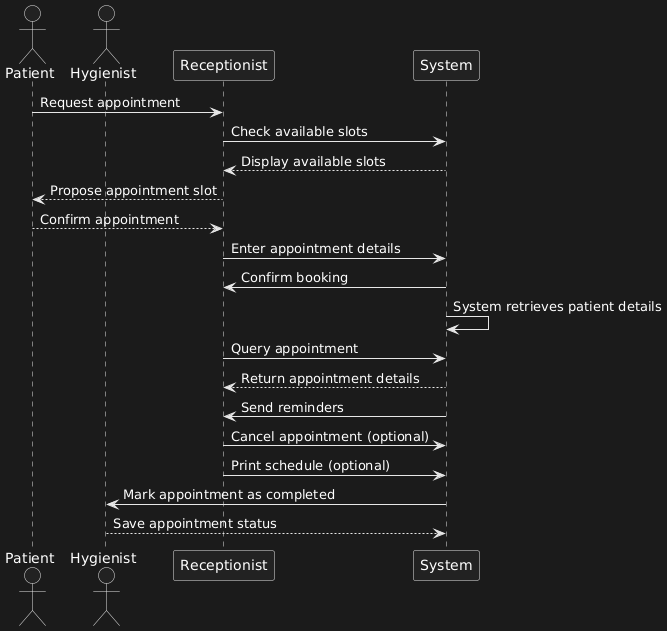 Patient
Hygienist
Receptionist
System
Request appointment
Check available slots
Display available slots
Propose appointment slot
Confirm appointment
Enter appointment details
Confirm booking
System retrieves patient details
Query appointment
Return appointment details
Send reminders
Cancel appointment (optional)
Print schedule (optional)
Mark appointment as completed
Save appointment status
Patient
Hygienist
Receptionist
System